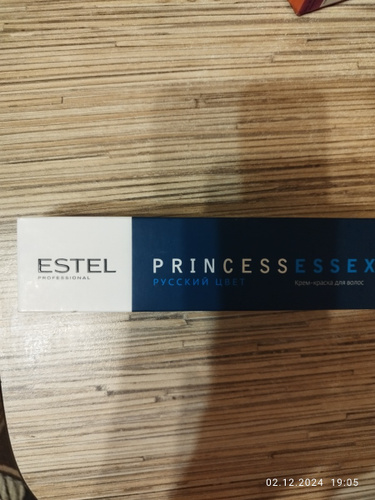 ESTEL
PROFESSIONAL
PRINCESSESSEX
РУССКИЙ ЦВЕТ
Крем-краска для волос
02.12.2024 19:05